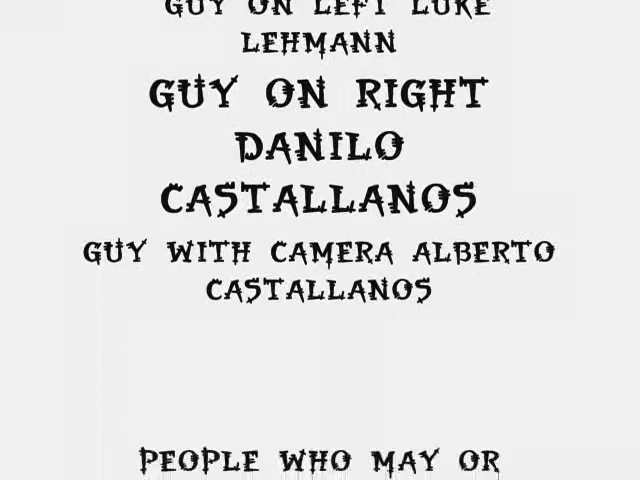 GUY ON LEFT LUKE
LEHMANN
GUY ON RIGHT
DANILO
CASTALLANOS
GUY WITH CAMERA ALBERTO
CASTALLANOS
PEOPLE WHO MAY OR